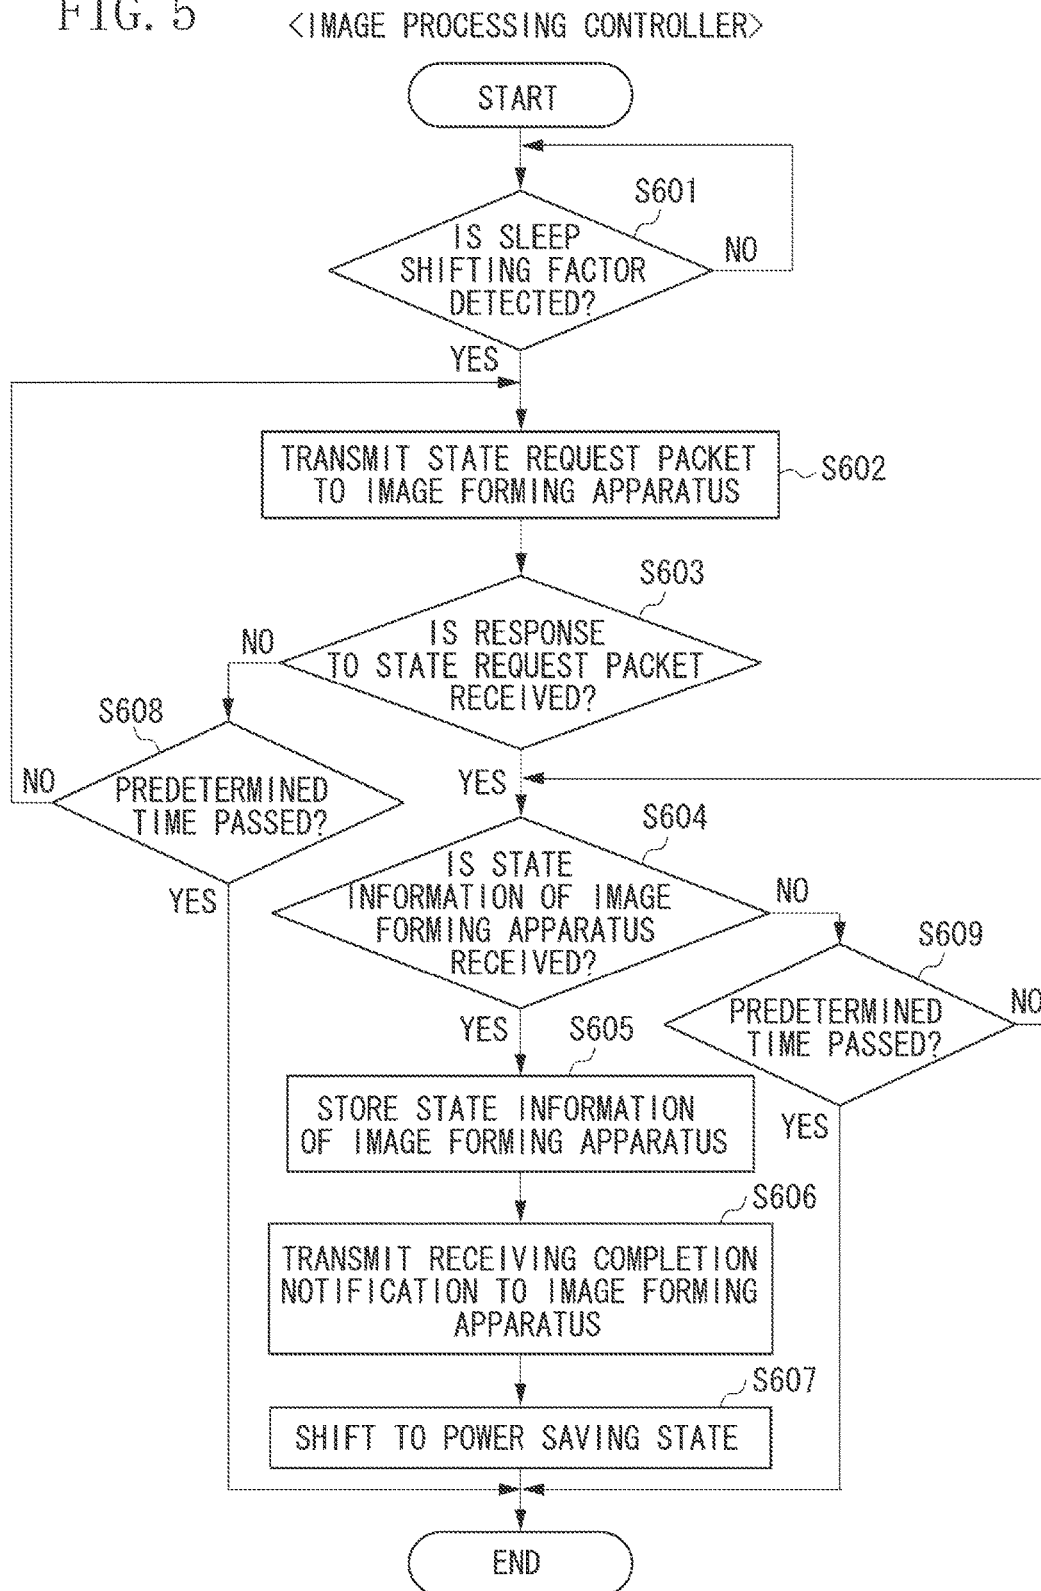 FIG. 5
<IMAGE PROCESSING CONTROLLER>
START
S601
IS SLEEP
SHIFTING FACTOR
DETECTED?
NO
YES
TRANSMIT STATE REQUEST PACKET
TO IMAGE FORMING APPARATUS
S602
S603
IS RESPONSE
TO STATE REQUEST PACKET
RECEIVED?
NO
S608
PREDETERMINED
TIME PASSED?
NO
YES
YES
S604
IS STATE
INFORMATION OF IMAGE
FORMING APPARATUS
RECEIVED?
NO
S609
PREDETERMINED
TIME PASSED?
NO
YES
YES
S605
STORE STATE INFORMATION
OF IMAGE FORMING APPARATUS
S606
TRANSMIT RECEIVING COMPLETION
NOTIFICATION TO IMAGE FORMING
APPARATUS
S607
SHIFT TO POWER SAVING STATE
END